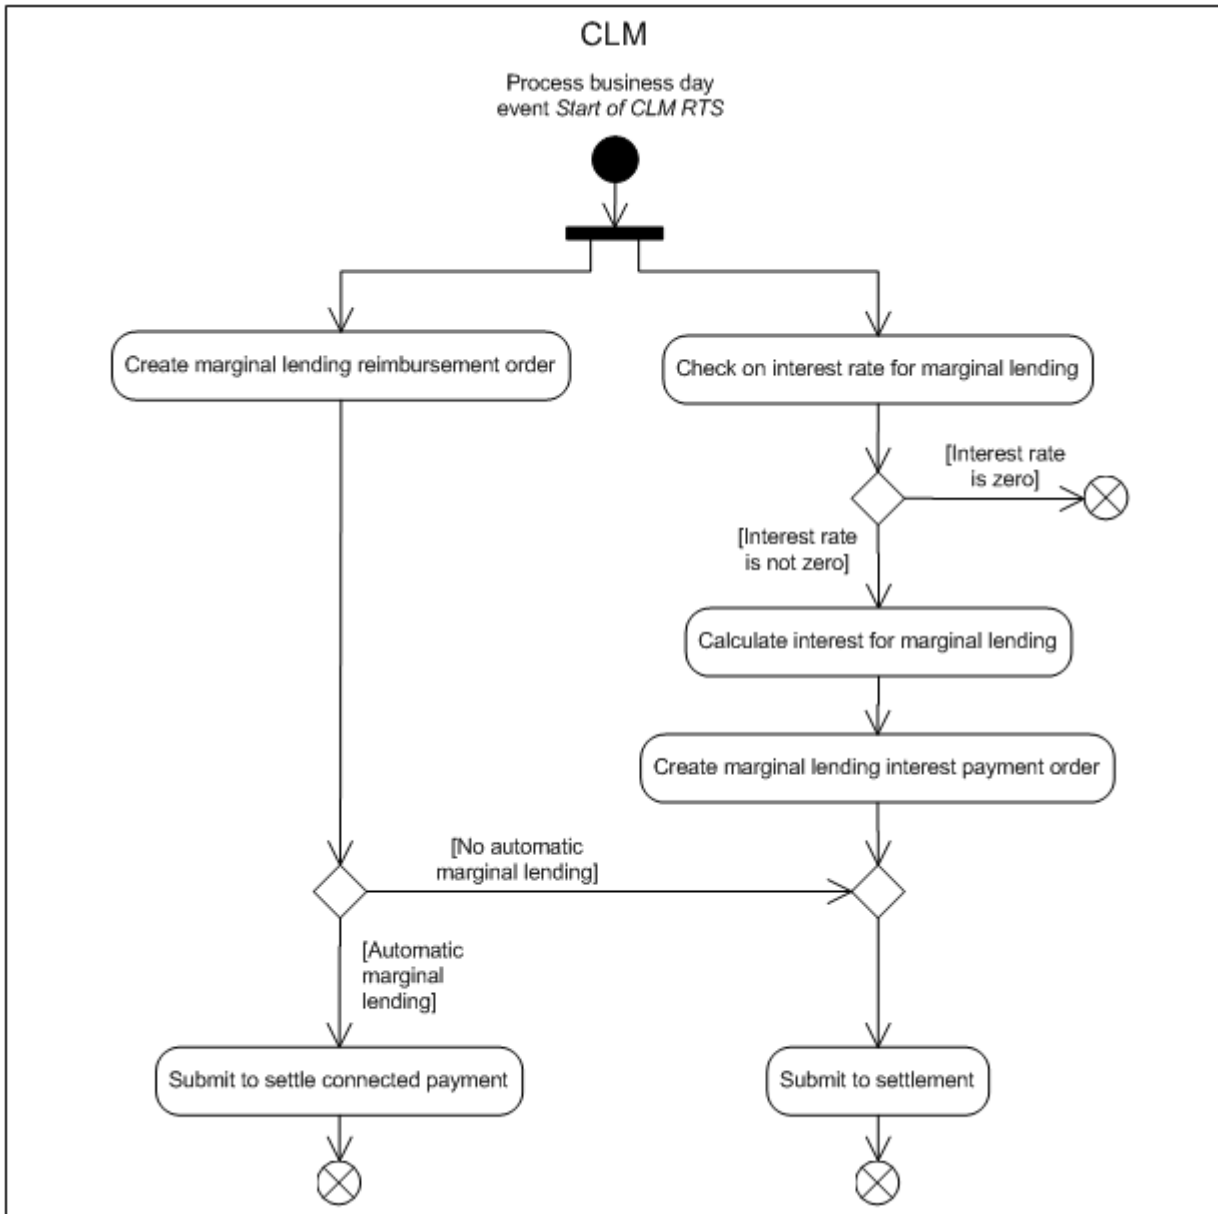 CLM
Process business day
event Start of CLM RTS
Create marginal lending reimbursement order
Check on interest rate for marginal lending
[Interest rate
is zero]
[Interest rate
is not zero]
Calculate interest for marginal lending
Create marginal lending interest payment order
[No automatic
marginal lending]
[Automatic
marginal
lending]
Submit to settle connected payment
Submit to settlement